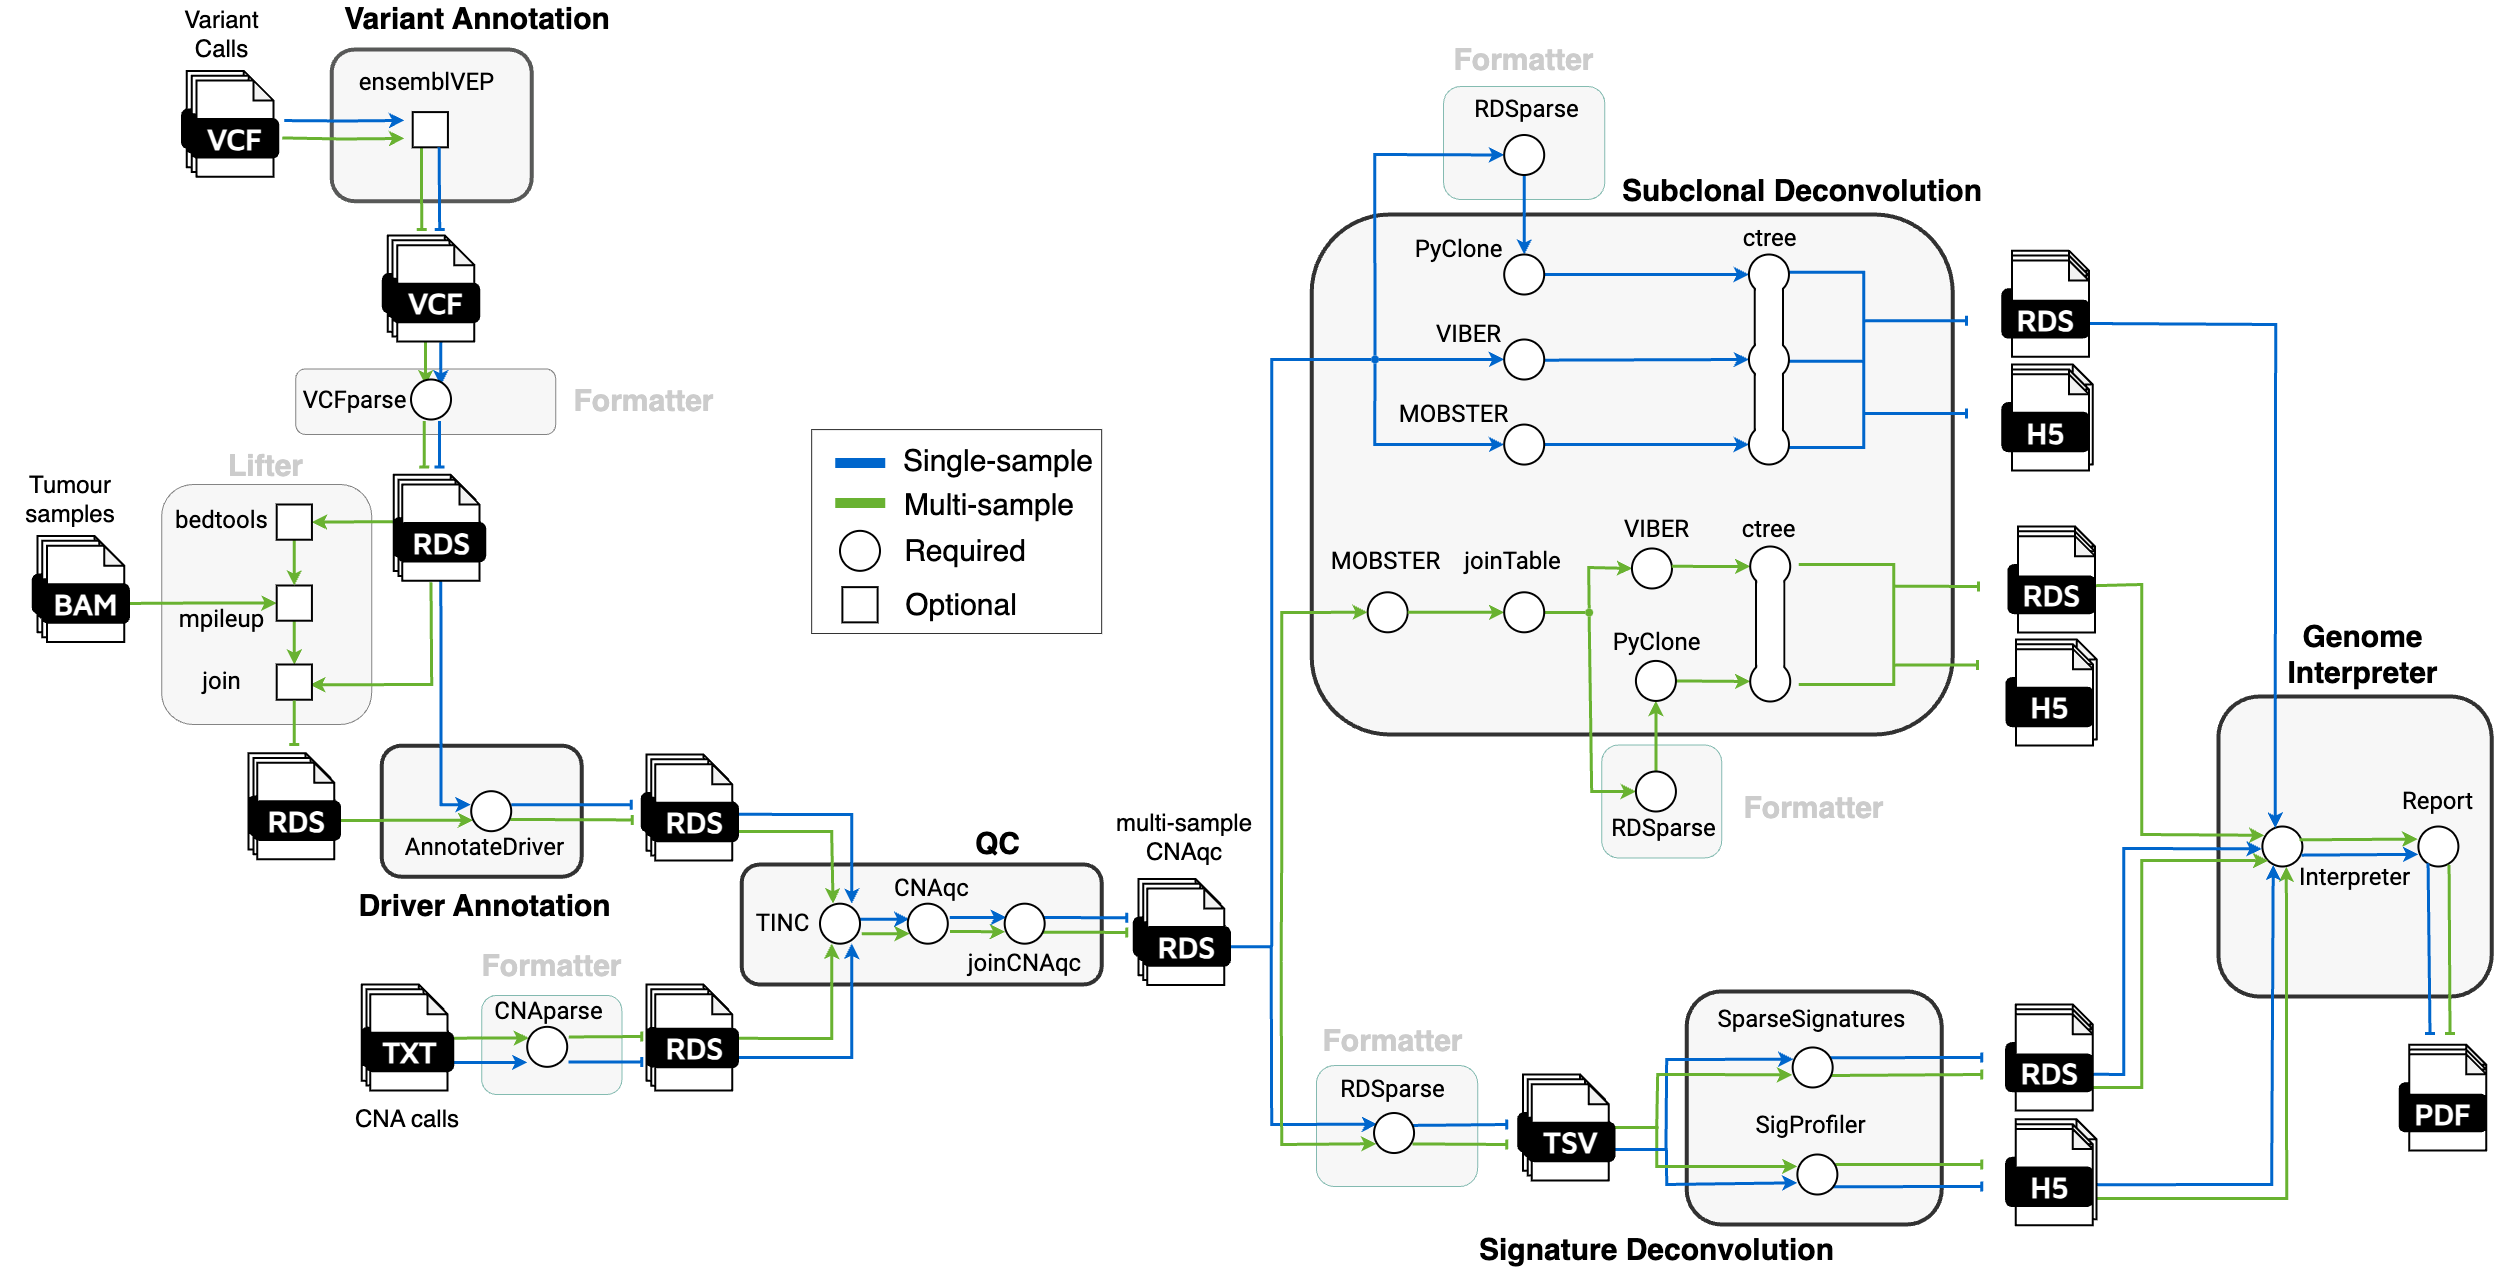 Variant
Calls
VCF
Variant Annotation
ensemblVEP
VCF
VCFparse
Formatter
Lifter
Tumour
samples
BAM
bedtools
mpileup
join
RDS
RDS
AnnotateDriver
Driver Annotation
RDS
Single-sample
Multi-sample
Required
Optional
QC
TINC
CNAqc
joinCNAqc
Formatter
CNAparse
TXT
CNA calls
RDS
multi-sample
CNAqc
RDS
Formatter
RDSparse
Subclonal Deconvolution
PyClone
ctree
VIBER
MOBSTER
RDS
H5
MOBSTER
joinTable
VIBER
ctree
PyClone
RDSparse
Formatter
RDS
H5
Formatter
RDSparse
TSV
SparseSignatures
SigProfiler
Signature Deconvolution
RDS
H5
Genome
Interpreter
Report
Interpreter
PDF